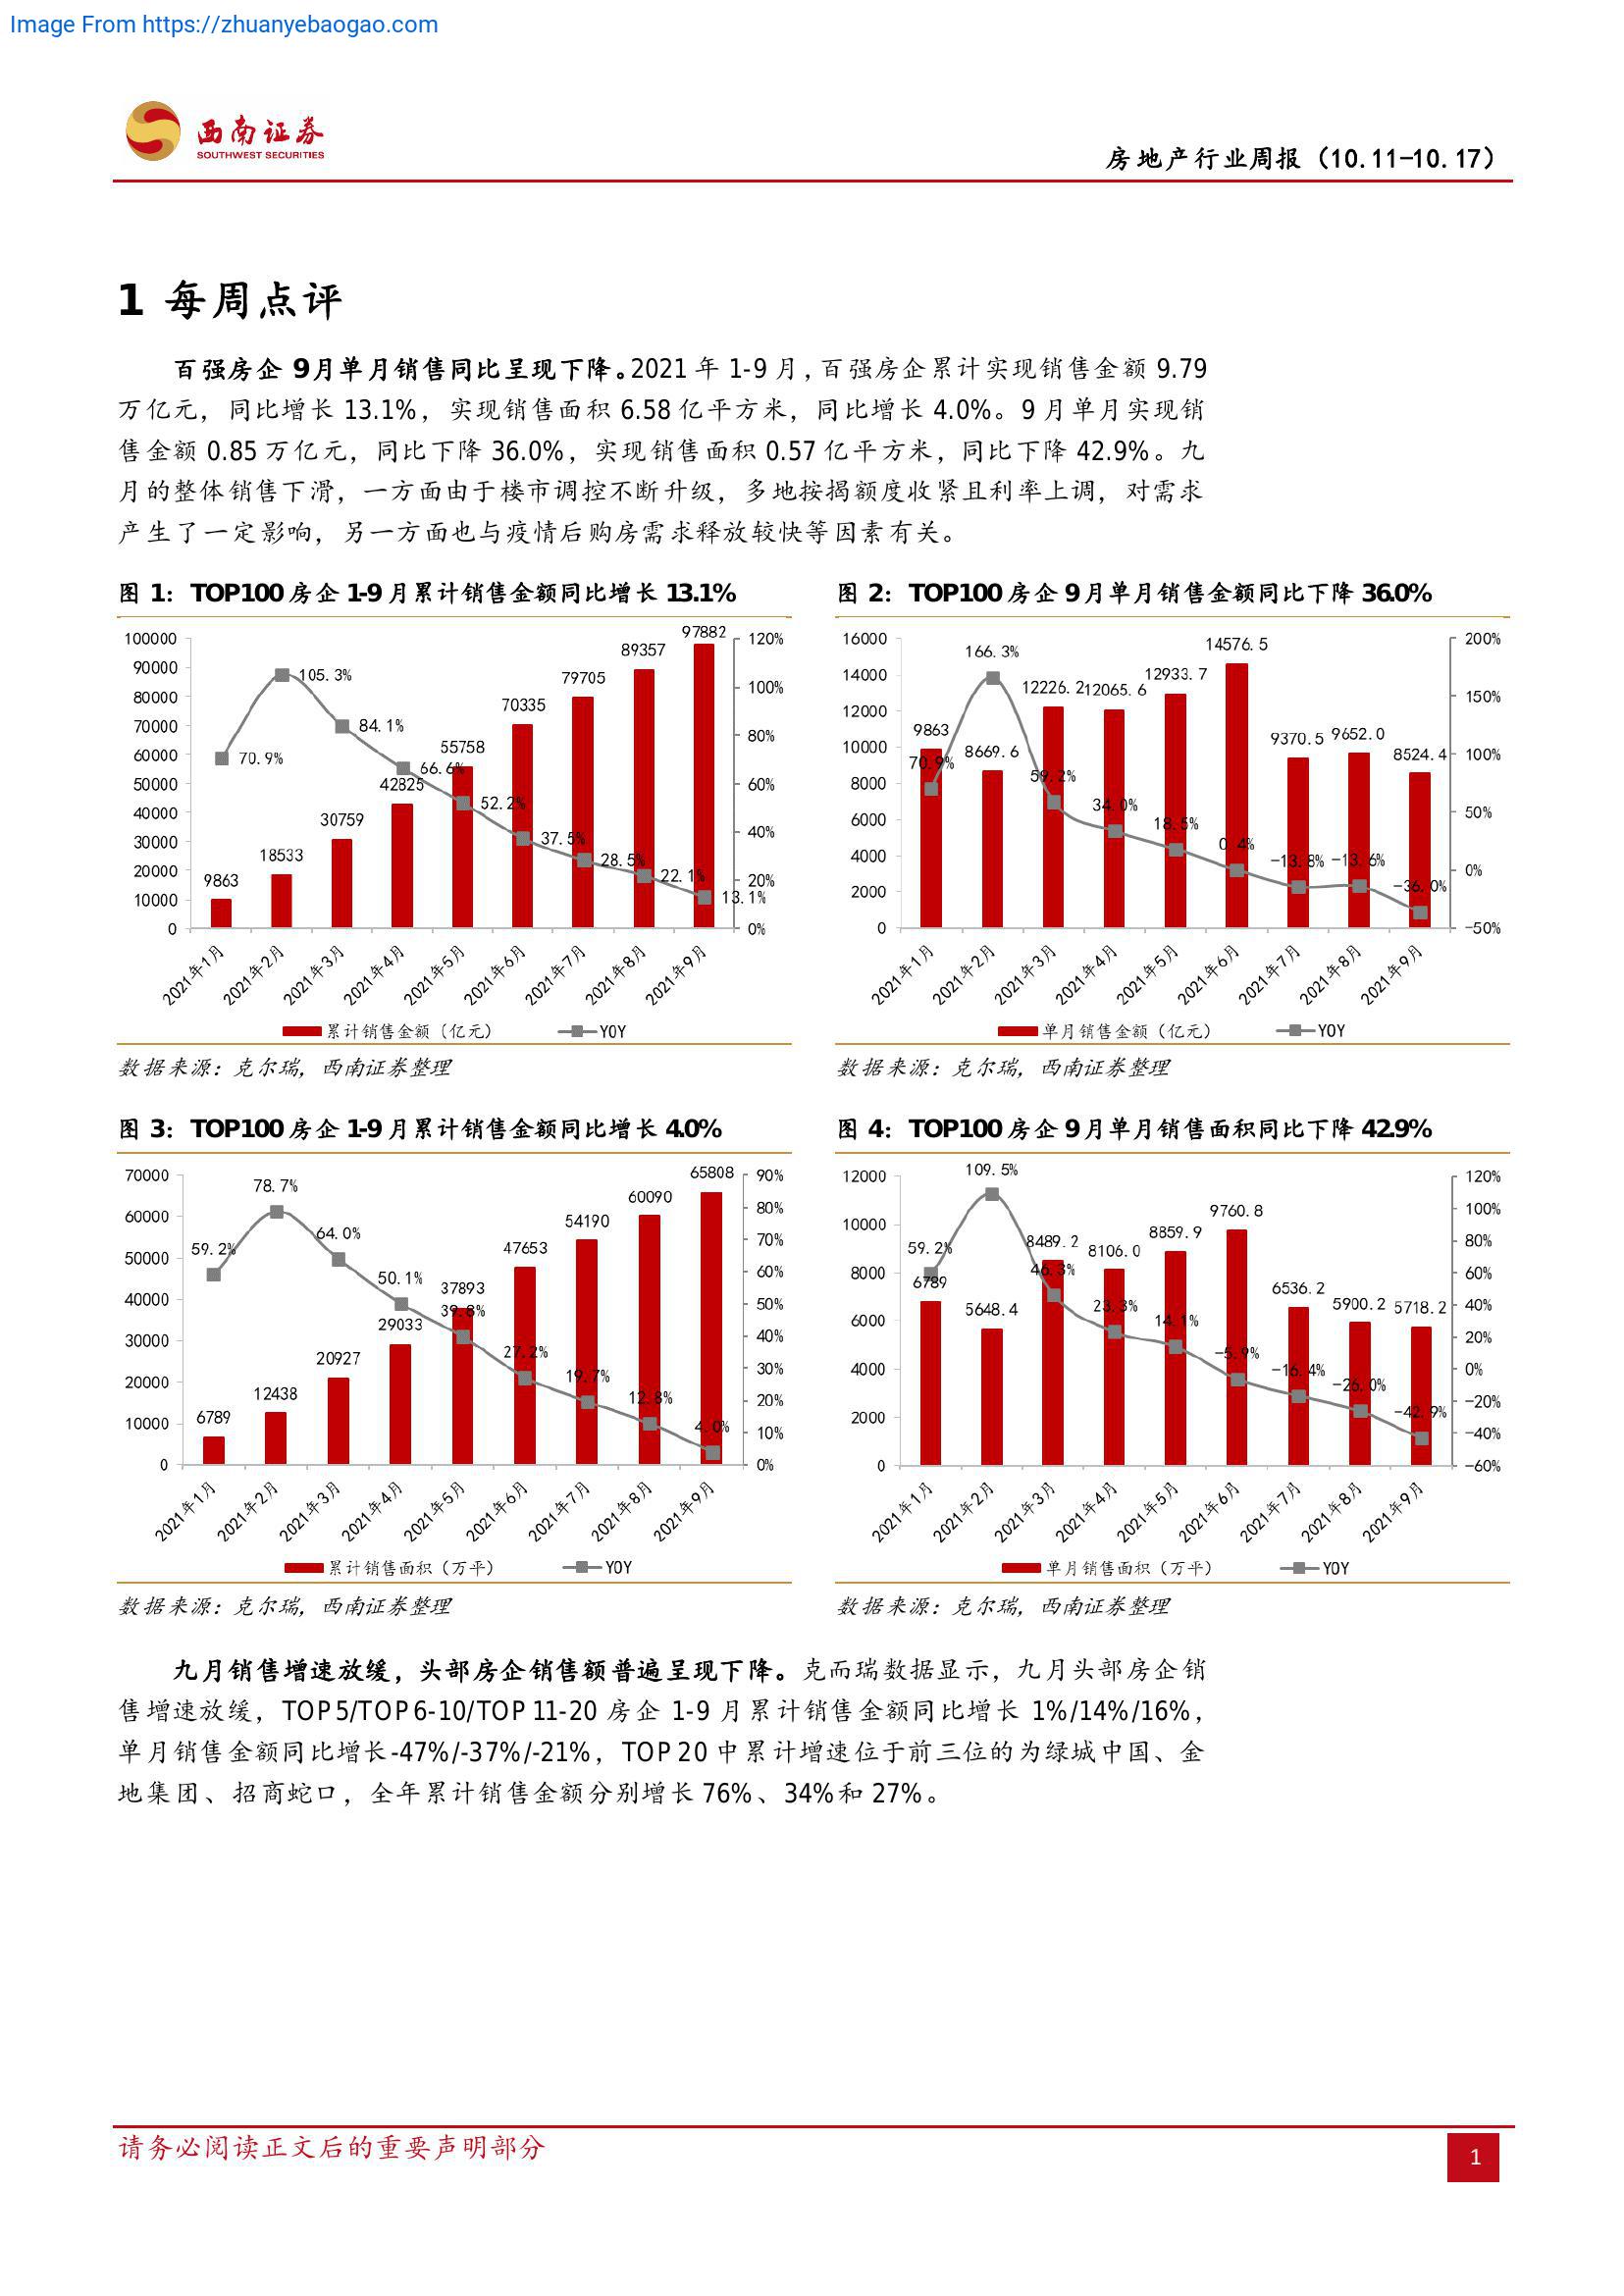 Image From https://zhuanyebaogao.com
西南证券
SOUTHWEST SECURITIES
房地产行业周报（10.11-10.17）
1 每周点评
百强房企 9月单月销售同比呈现下降。2021 年 1-9 月，百强房企累计实现销售金额 9.79
万亿元，同比增长 13.1%，实现销售面积 6.58 亿平方米，同比增长 4.0%。9 月单月实现销
售金额 0.85 万亿元，同比下降 36.0%，实现销售面积 0.57 亿平方米，同比下降 42.9%。九
月的整体销售下滑，一方面由于楼市调控不断升级，多地按揭额度收紧且利率上调，对需求
产生了一定影响，另一方面也与疫情后购房需求释放较快等因素有关。
图 1：TOP100 房企 1-9 月累计销售金额同比增长 13.1%
100000
90000
80000
70000
60000
50000
40000
30000
20000
10000
0
9863
18533
30759
42825
55758
70335
79705
89357
97882
70.9%
105.3%
84.1%
66.6%
52.2%
37.5%
28.5%
22.1%
13.1%
120%
100%
80%
60%
40%
20%
0%
2021年1月
2021年2月
2021年3月
2021年4月
2021年5月
2021年6月
2021年7月
2021年8月
2021年9月
累计销售金额（亿元）
YOY
数据来源：克尔瑞，西南证券整理
图 2：TOP100 房企 9月单月销售金额同比下降 36.0%
16000
14000
12000
10000
8000
6000
4000
2000
0
9863
8669.6
12226.2
12065.6
12933.7
14576.5
9370.5
9652.0
8524.4
70.9%
166.3%
59.2%
34.0%
18.5%
0.4%
-13.8%
-13.6%
-36.0%
200%
150%
100%
50%
0%
-50%
2021年1月
2021年2月
2021年3月
2021年4月
2021年5月
2021年6月
2021年7月
2021年8月
2021年9月
单月销售金额（亿元）
YOY
数据来源：克尔瑞，西南证券整理
图 3：TOP100 房企 1-9 月累计销售金额同比增长 4.0%
70000
60000
50000
40000
30000
20000
10000
0
6789
12438
20927
29033
37893
47653
54190
60090
65808
59.2%
78.7%
64.0%
50.1%
39.8%
27.2%
19.7%
12.8%
4.0%
90%
80%
70%
60%
50%
40%
30%
20%
10%
0%
2021年1月
2021年2月
2021年3月
2021年4月
2021年5月
2021年6月
2021年7月
2021年8月
2021年9月
累计销售面积（万平）
YOY
数据来源：克尔瑞，西南证券整理
图 4：TOP100 房企 9月单月销售面积同比下降 42.9%
12000
10000
8000
6000
4000
2000
0
6789
5648.4
8489.2
8106.0
8859.9
9760.8
6536.2
5900.2
5718.2
59.2%
109.5%
46.3%
23.3%
14.1%
-5.9%
-16.4%
-26.0%
-42.9%
120%
100%
80%
60%
40%
20%
0%
-20%
-40%
-60%
2021年1月
2021年2月
2021年3月
2021年4月
2021年5月
2021年6月
2021年7月
2021年8月
2021年9月
单月销售面积（万平）
YOY
数据来源：克尔瑞，西南证券整理
九月销售增速放缓，头部房企销售额普遍呈现下降。克而瑞数据显示，九月头部房企销
售增速放缓，TOP5/TOP6-10/TOP11-20 房企 1-9 月累计销售金额同比增长 1%/14%/16%，
单月销售金额同比增长-47%/-37%/-21%，TOP20 中累计增速位于前三位的为绿城中国、金
地集团、招商蛇口，全年累计销售金额分别增长 76%、34%和 27%。
请务必阅读正文后的重要声明部分
1